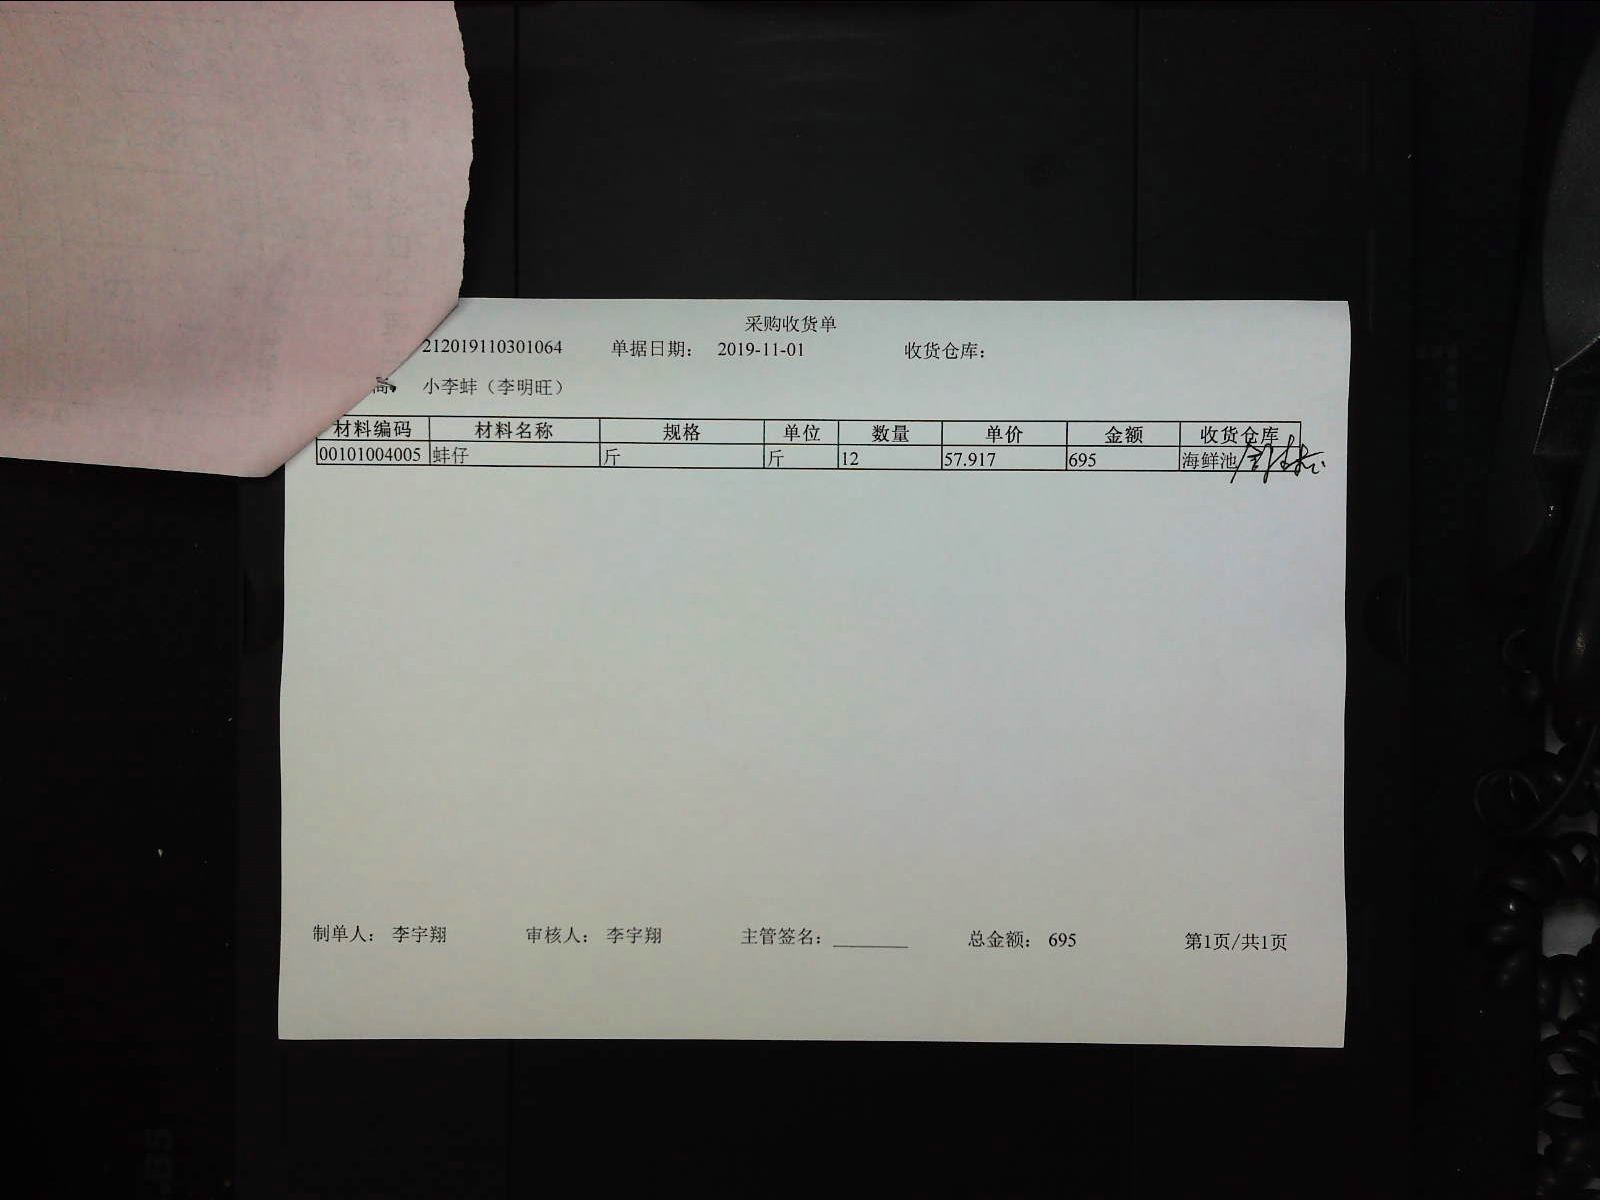 采购收货单
212019110301064 单据日期： 2019-11-01 收货仓库：
商 小李蚌（李明旺）
材料编码 材料名称 规格 单位 数量 单价 金额 收货仓库
00101004005 蚌仔 斤 斤 12 57.917 695 海鲜池
制单人： 李宇翔 审核人： 李宇翔 主管签名： 总金额： 695 第1页/共1页